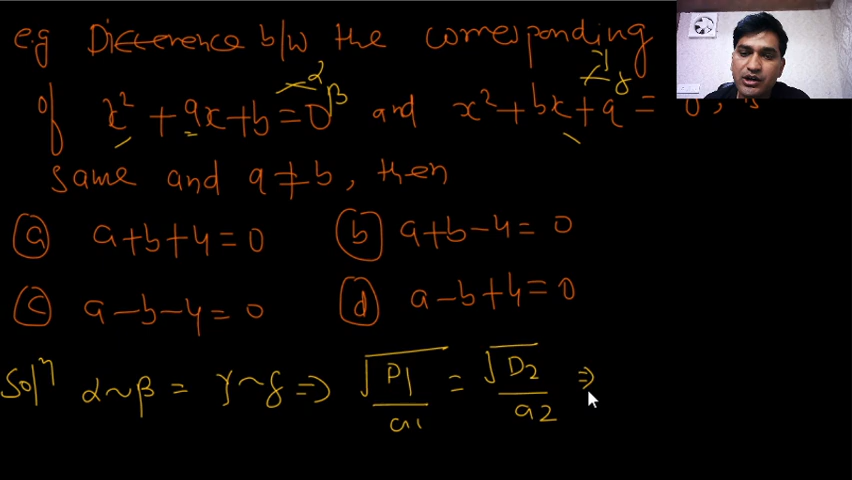 e.g Difference b/w the corresponding
α
β
γ
δ
of x² + ax + b = 0 and x² + bx + a = 0, is
same and a ≠ b, then
(a) a + b + 4 = 0 (b) a + b - 4 = 0
(c) a - b - 4 = 0 (d) a - b + 4 = 0
Solⁿ α ~ β = γ ~ δ ⇒ √D₁ / a₁ = √D₂ / a₂ ⇒